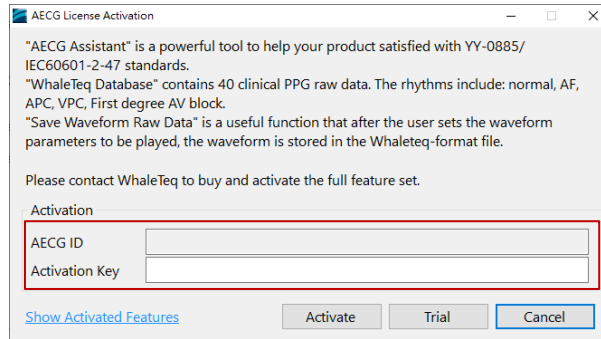 AECG License Activation
"AECG Assistant" is a powerful tool to help your product satisfied with YY-0885/
IEC60601-2-47 standards.
"WhaleTeq Database" contains 40 clinical PPG raw data. The rhythms include: normal, AF,
APC, VPC, First degree AV block.
"Save Waveform Raw Data" is a useful function that after the user sets the waveform
parameters to be played, the waveform is stored in the Whaleteq-format file.
Please contact WhaleTeq to buy and activate the full feature set.
Activation
AECG ID
Activation Key
Show Activated Features Activate Trial Cancel